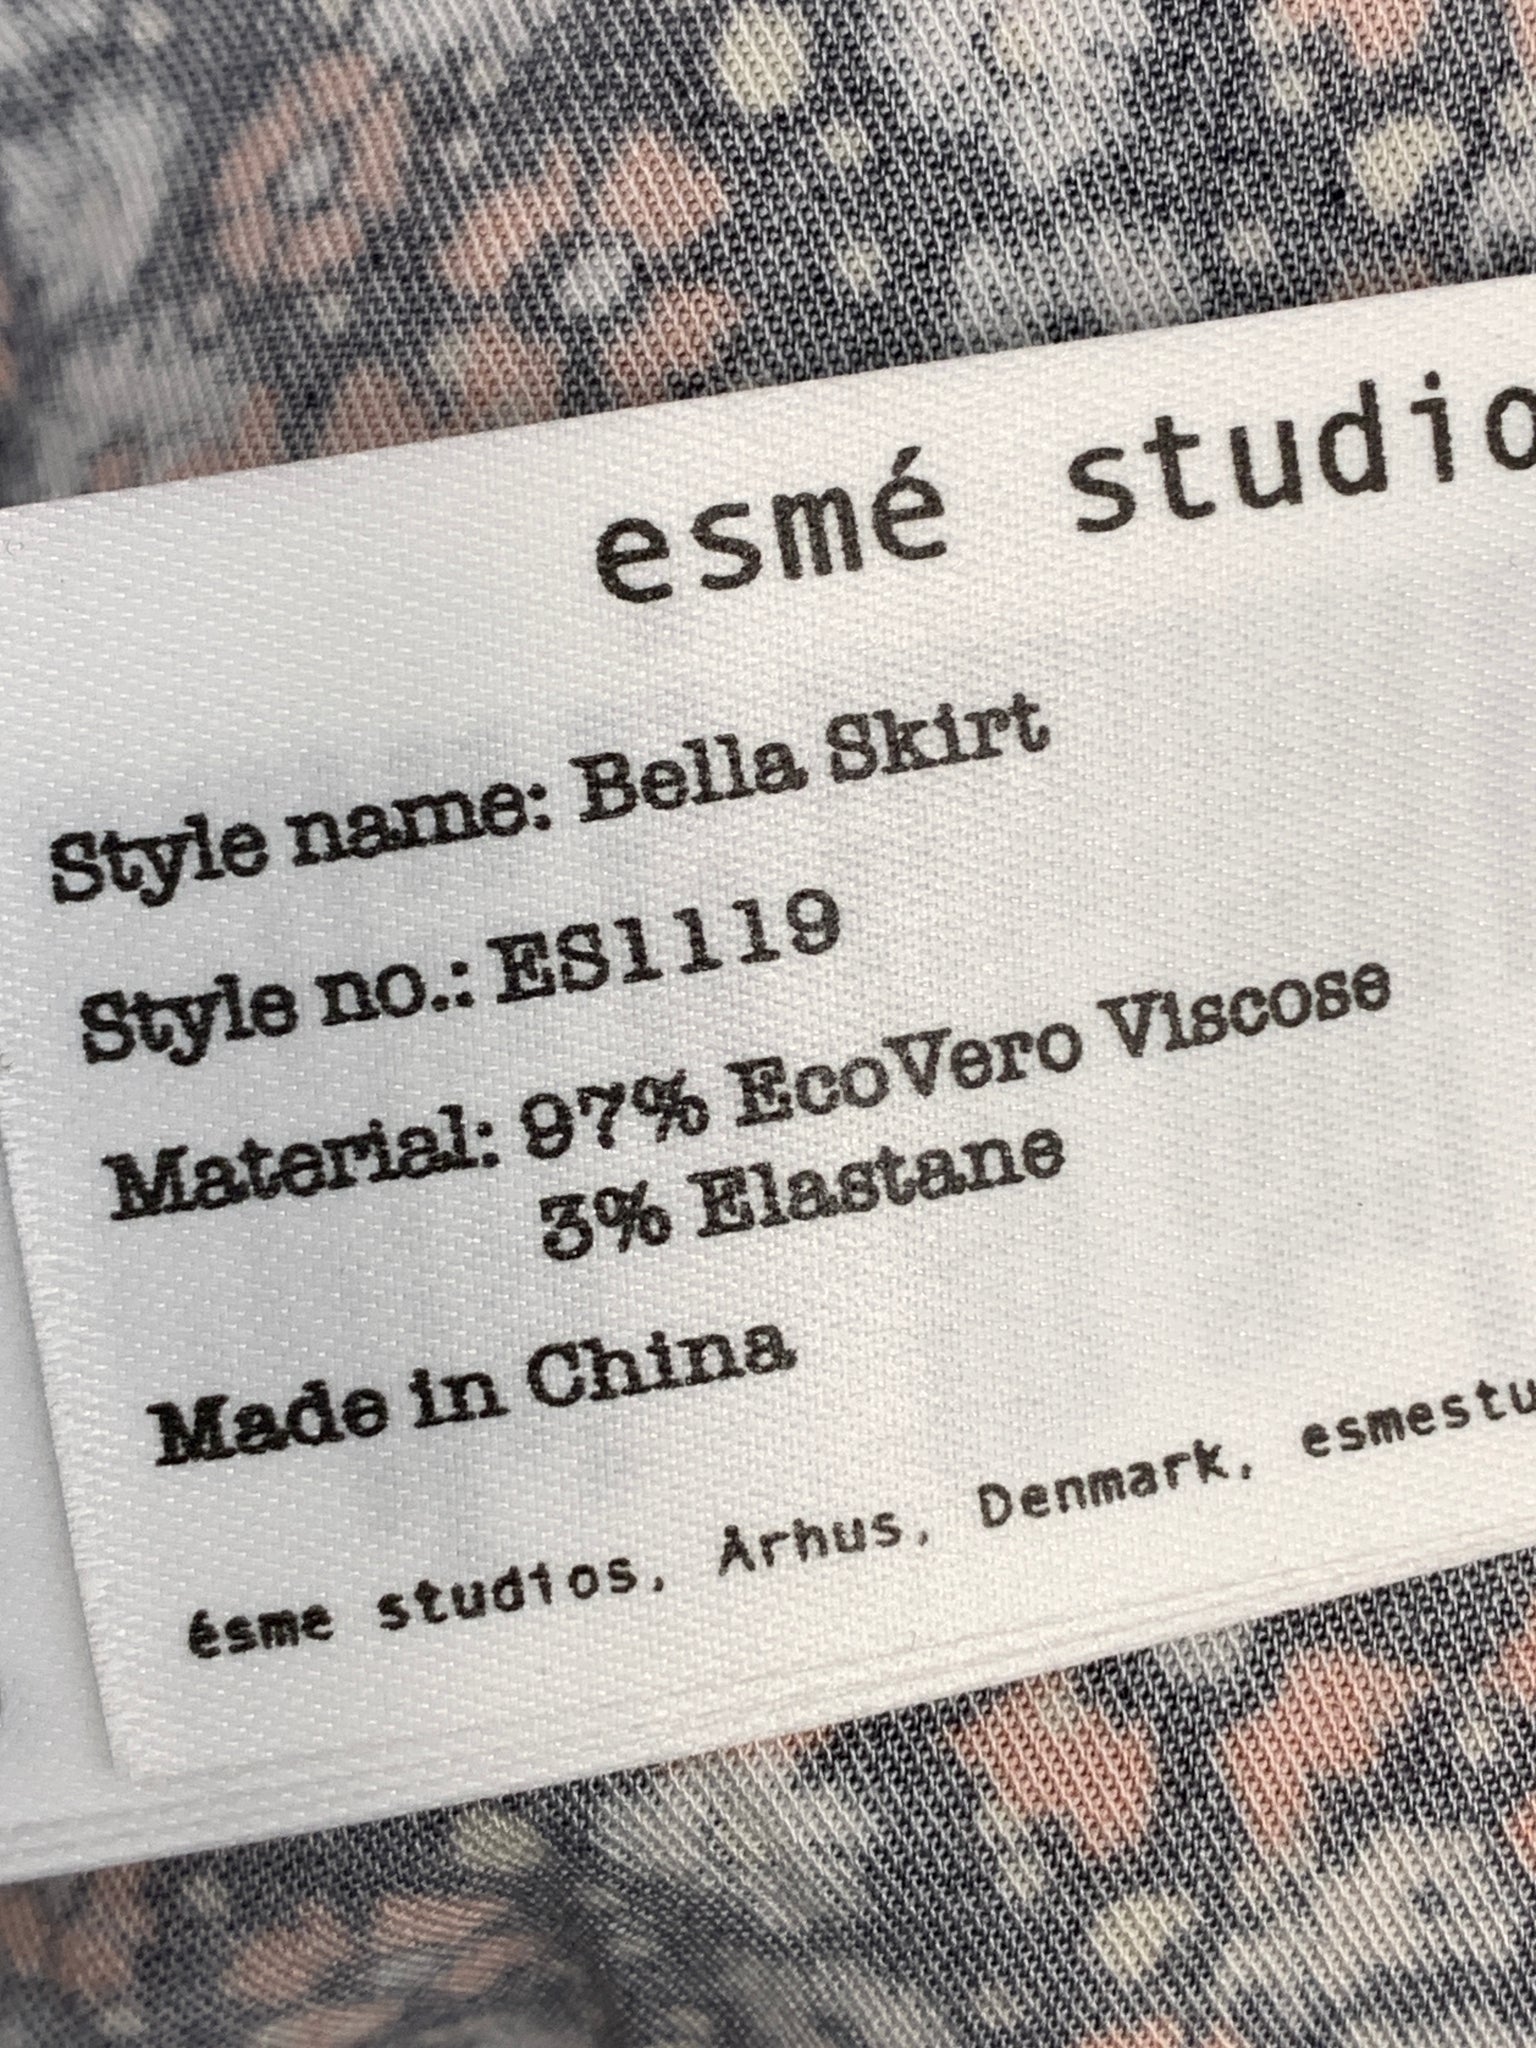 esmé studio
Style name: Bella Skirt
Style no.: ES1119
Material: 97% EcoVero Viscose
3% Elastane
Made in China
ésme studios, Århus, Denmark, esmestu